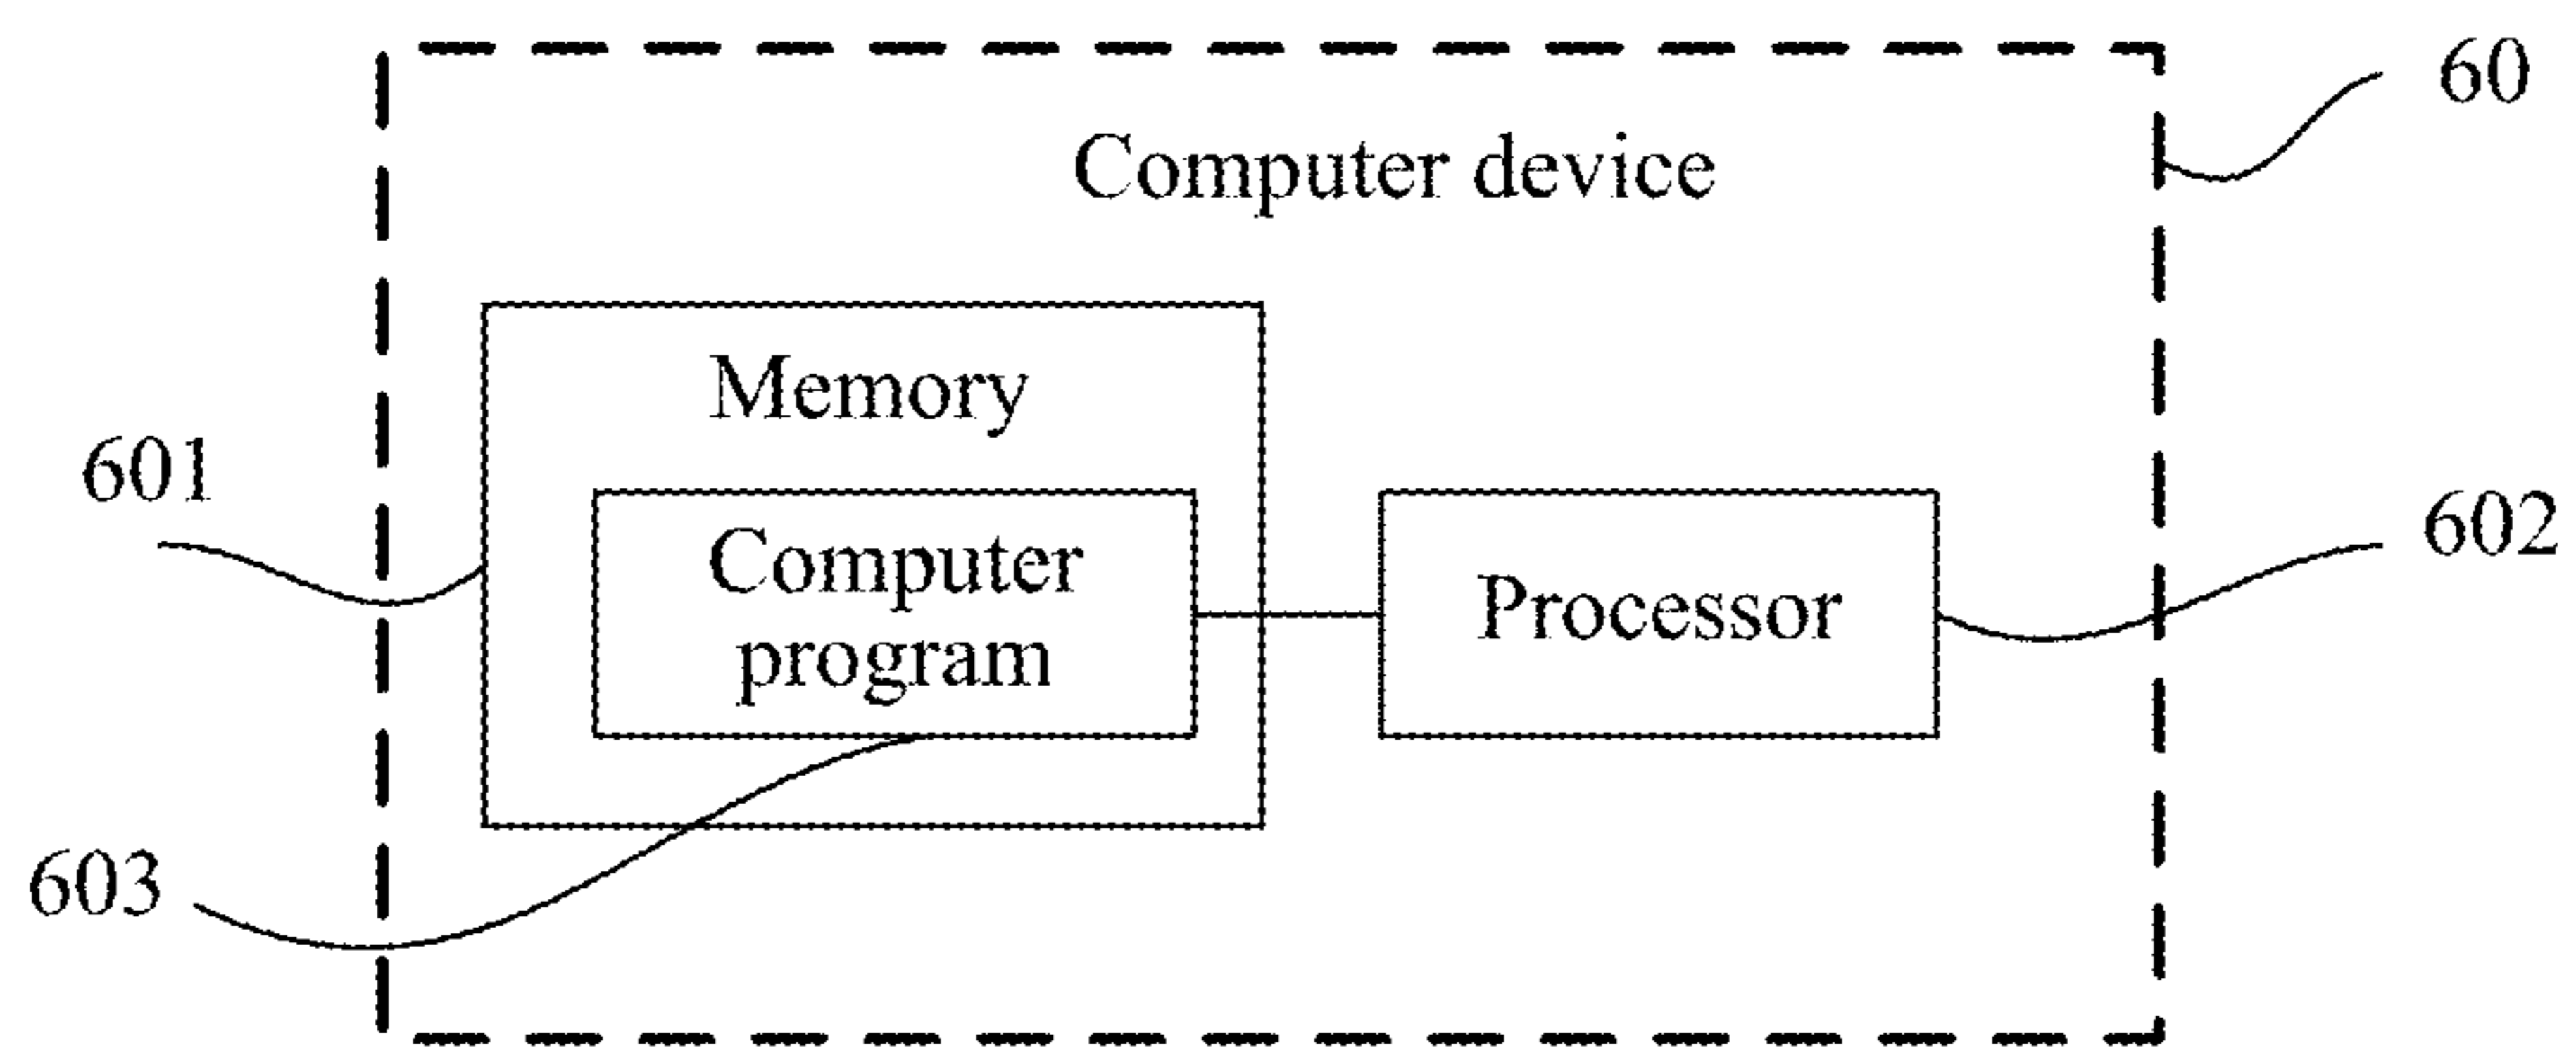 60
Computer device
Memory
601
Computer
program
Processor
602
603